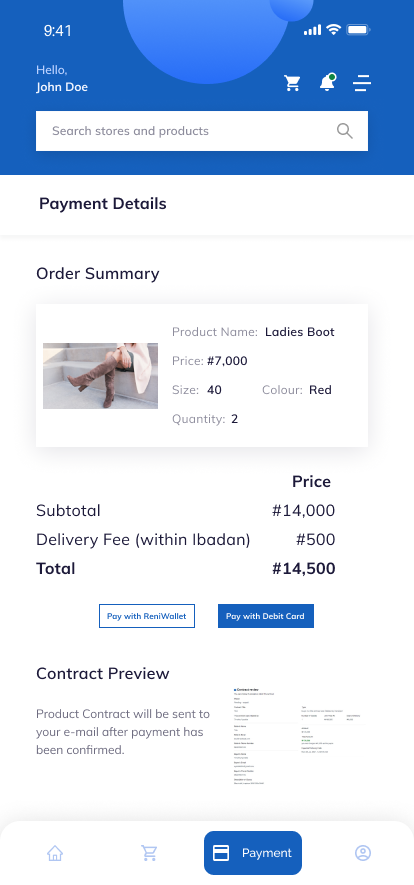 9:41
Hello,
John Doe
Search stores and products
Payment Details
Order Summary
Product Name: Ladies Boot
Price: #7,000
Size: 40 Colour: Red
Quantity: 2
Price
Subtotal #14,000
Delivery Fee (within Ibadan) #500
Total #14,500
Pay with ReniWallet Pay with Debit Card
Contract Preview
Product Contract will be sent to
your e-mail after payment has
been confirmed.
Payment